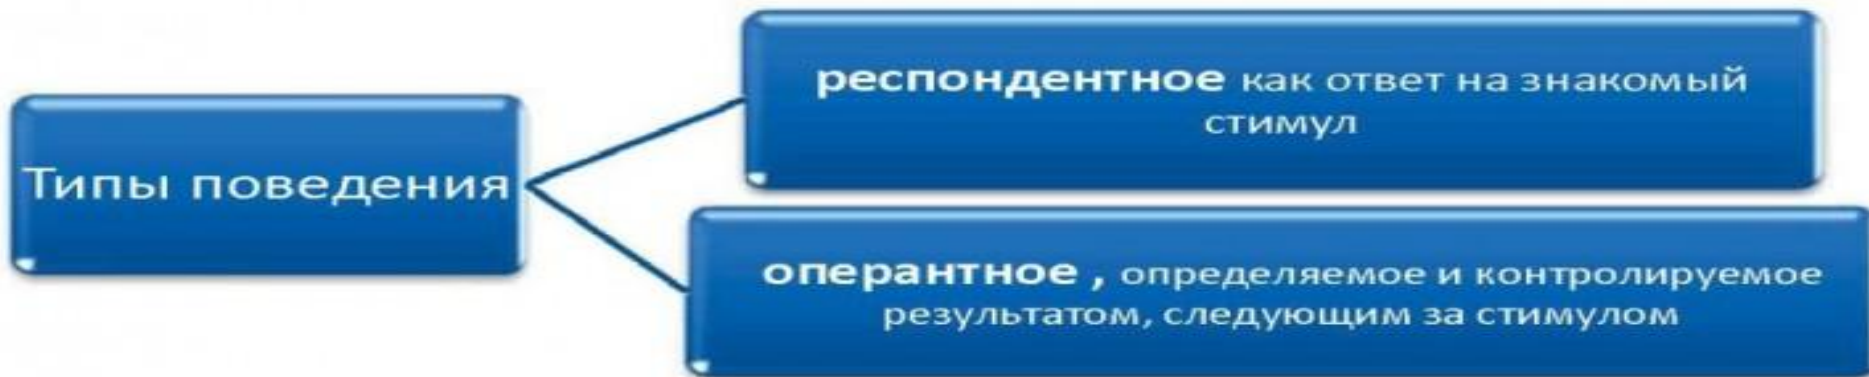 Типы поведения
респондентное как ответ на знакомый
стимул
оперантное , определяемое и контролируемое
результатом, следующим за стимулом